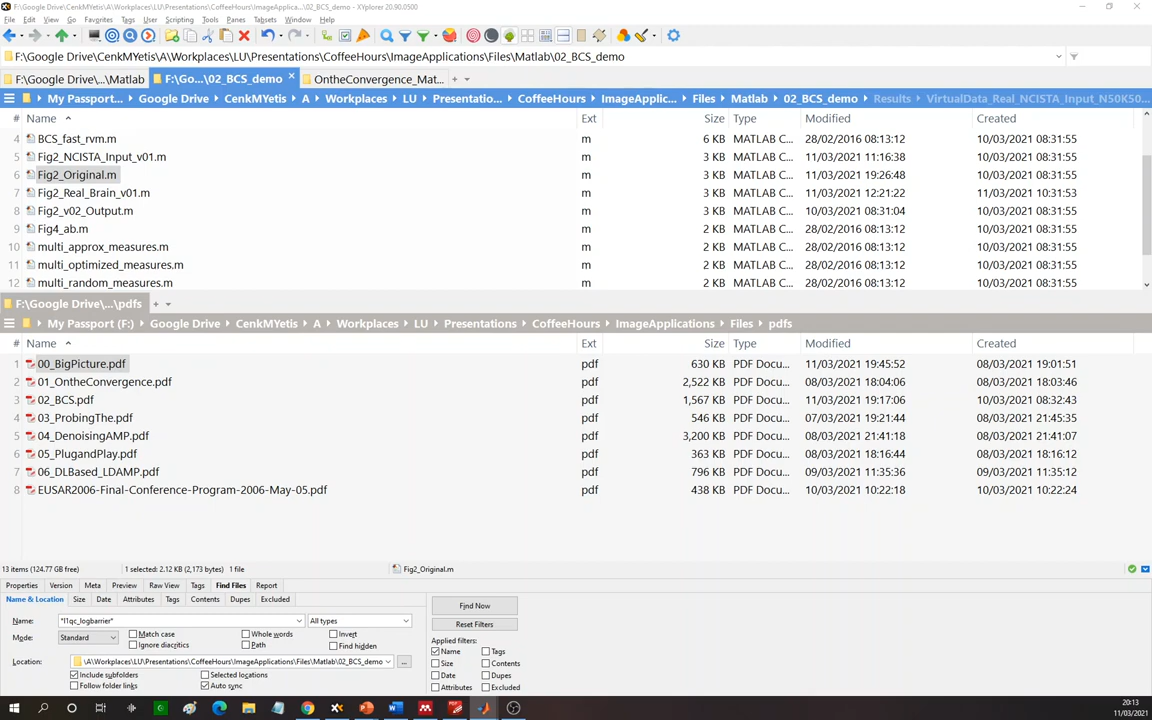 F:\Google Drive\CenkMYetis\A\Workplaces\LU\Presentations\CoffeeHours\ImageApplications\Files\Matlab\02_BCS_demo - XYplorer 20.90.0500
File Edit View Go Favorites Tags User Scripting Tools Panes Tabsets Window Help
F:\Google Drive\CenkMYetis\A\Workplaces\LU\Presentations\CoffeeHours\ImageApplications\Files\Matlab\02_BCS_demo
F:\Google Drive\...\Matlab F:\Go...\02_BCS_demo × OntheConvergence_Mat... +
My Passport... Google Drive CenkMYetis A Workplaces LU Presentatio... CoffeeHours ImageApplic... Files Matlab 02_BCS_demo Results VirtualData_Real_NCISTA_Input_N50K50...
# Name Ext Size Type Modified Created
4 BCS_fast_rvm.m m 6 KB MATLAB C... 28/02/2016 08:13:12 10/03/2021 08:31:55
5 Fig2_NCISTA_Input_v01.m m 3 KB MATLAB C... 11/03/2021 11:16:38 10/03/2021 08:31:55
6 Fig2_Original.m m 3 KB MATLAB C... 11/03/2021 19:26:48 10/03/2021 08:31:55
7 Fig2_Real_Brain_v01.m m 3 KB MATLAB C... 11/03/2021 12:21:22 11/03/2021 10:31:53
8 Fig2_v02_Output.m m 3 KB MATLAB C... 10/03/2021 08:31:04 10/03/2021 08:31:55
9 Fig4_ab.m m 2 KB MATLAB C... 28/02/2016 08:13:12 10/03/2021 08:31:55
10 multi_approx_measures.m m 2 KB MATLAB C... 28/02/2016 08:13:12 10/03/2021 08:31:55
11 multi_optimized_measures.m m 2 KB MATLAB C... 28/02/2016 08:13:12 10/03/2021 08:31:55
12 multi_random_measures.m m 2 KB MATLAB C... 28/02/2016 08:13:12 10/03/2021 08:31:55
F:\Google Drive\...\pdfs +
My Passport (F:) Google Drive CenkMYetis A Workplaces LU Presentations CoffeeHours ImageApplications Files pdfs
# Name Ext Size Type Modified Created
1 00_BigPicture.pdf pdf 630 KB PDF Docu... 11/03/2021 19:45:52 08/03/2021 19:01:51
2 01_OntheConvergence.pdf pdf 2,522 KB PDF Docu... 08/03/2021 18:04:06 08/03/2021 18:03:46
3 02_BCS.pdf pdf 1,567 KB PDF Docu... 11/03/2021 19:17:06 10/03/2021 08:32:43
4 03_ProbingThe.pdf pdf 546 KB PDF Docu... 07/03/2021 19:21:44 08/03/2021 21:45:35
5 04_DenoisingAMP.pdf pdf 3,200 KB PDF Docu... 08/03/2021 21:41:18 08/03/2021 21:41:07
6 05_PlugandPlay.pdf pdf 363 KB PDF Docu... 08/03/2021 18:16:44 08/03/2021 18:16:12
7 06_DLBased_LDAMP.pdf pdf 796 KB PDF Docu... 09/03/2021 11:35:36 09/03/2021 11:35:12
8 EUSAR2006-Final-Conference-Program-2006-May-05.pdf pdf 438 KB PDF Docu... 10/03/2021 10:22:18 10/03/2021 10:22:24
13 items (124.77 GB free) 1 selected: 2.12 KB (2,173 bytes) 1 file Fig2_Original.m
Properties Version Meta Preview Raw View Tags Find Files Report
Name & Location Size Date Attributes Tags Contents Dupes Excluded
Name: *l1qc_logbarrier* All types
Mode: Standard Match case Whole words Invert
Ignore diacritics Path Find hidden
Location: \A\Workplaces\LU\Presentations\CoffeeHours\ImageApplications\Files\Matlab\02_BCS_demo ...
Include subfolders Selected locations
Follow folder links Auto sync
Find Now
Reset Filters
Applied filters:
Name Tags
Size Contents
Date Dupes
Attributes Excluded
20:13
11/03/2021